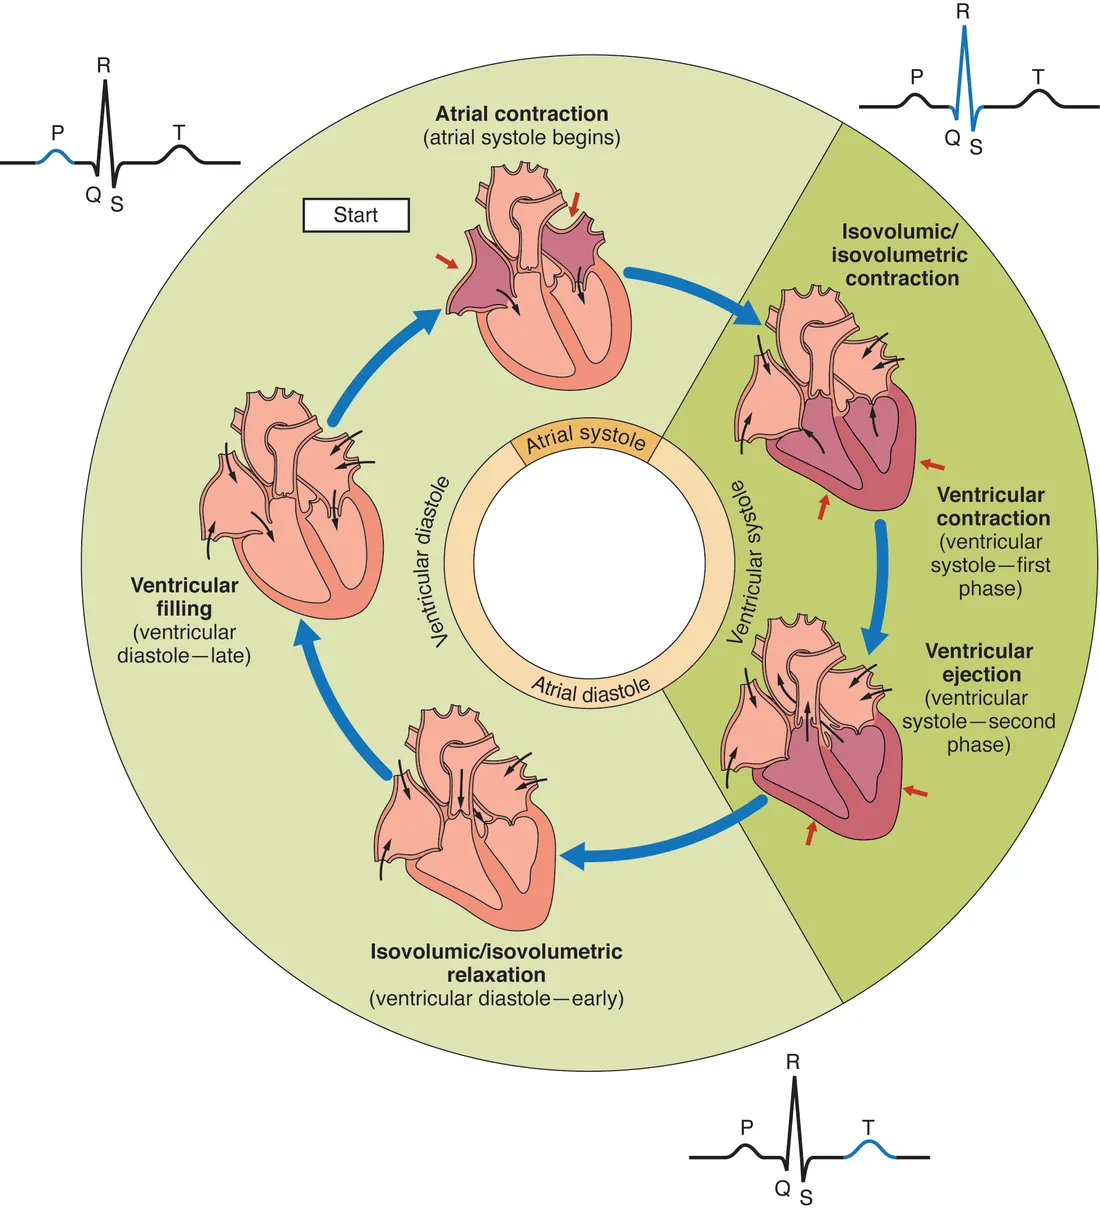 R
P
T
Q
S
R
P
T
Q
S
Atrial contraction
(atrial systole begins)
Start
Isovolumic/
isovolumetric
contraction
Ventricular
contraction
(ventricular
systole—first
phase)
Ventricular
ejection
(ventricular
systole—second
phase)
Isovolumic/isovolumetric
relaxation
(ventricular diastole—early)
Ventricular
filling
(ventricular
diastole—late)
Atrial systole
Ventricular diastole
Ventricular systole
Atrial diastole
R
P
T
Q
S